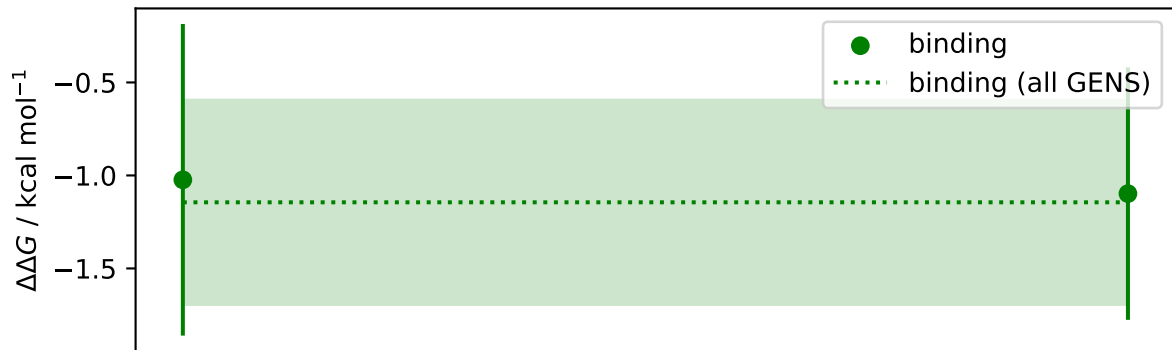 binding
binding (all GENS)
−0.5
−1.0
−1.5
ΔΔG / kcal mol⁻¹